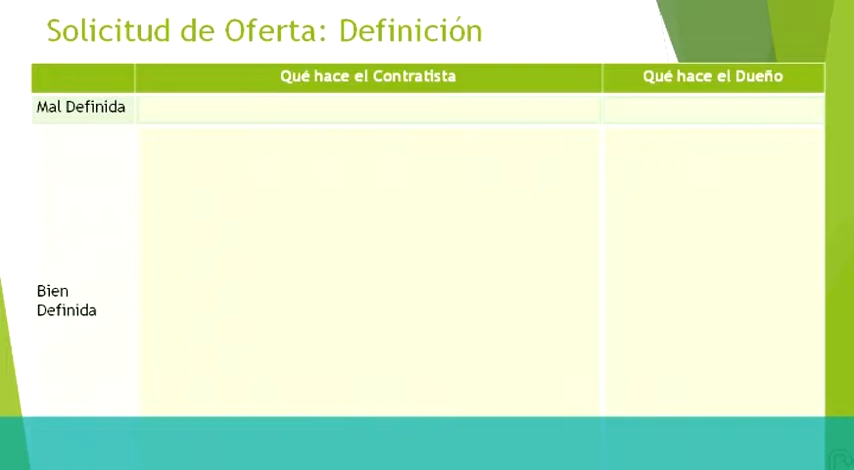 Solicitud de Oferta: Definición
Qué hace el Contratista
Qué hace el Dueño
Mal Definida
Bien
Definida